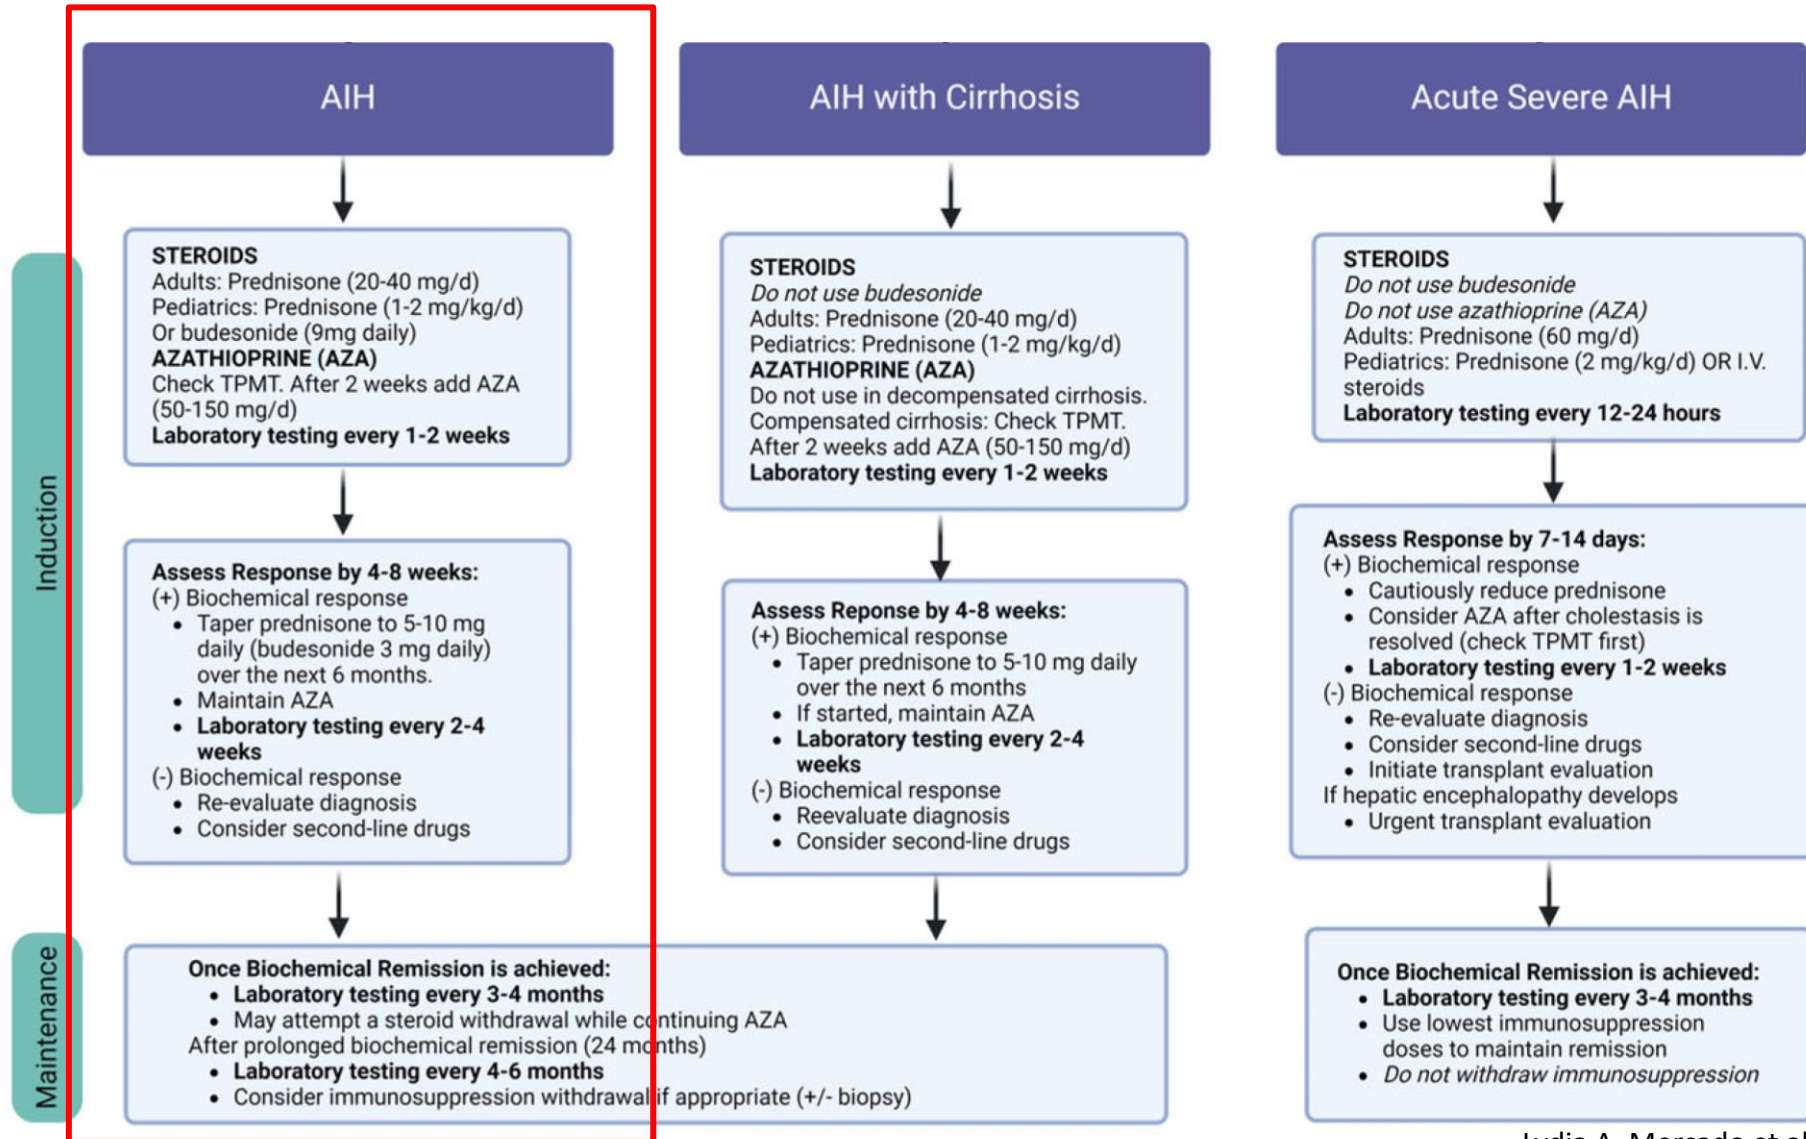 AIH
STEROIDS
Adults: Prednisone (20-40 mg/d)
Pediatrics: Prednisone (1-2 mg/kg/d)
Or budesonide (9mg daily)
AZATHIOPRINE (AZA)
Check TPMT. After 2 weeks add AZA
(50-150 mg/d)
Laboratory testing every 1-2 weeks
Assess Response by 4-8 weeks:
(+) Biochemical response
• Taper prednisone to 5-10 mg
daily (budesonide 3 mg daily)
over the next 6 months.
• Maintain AZA
• Laboratory testing every 2-4
weeks
(-) Biochemical response
• Re-evaluate diagnosis
• Consider second-line drugs
AIH with Cirrhosis
STEROIDS
Do not use budesonide
Adults: Prednisone (20-40 mg/d)
Pediatrics: Prednisone (1-2 mg/kg/d)
AZATHIOPRINE (AZA)
Do not use in decompensated cirrhosis.
Compensated cirrhosis: Check TPMT.
After 2 weeks add AZA (50-150 mg/d)
Laboratory testing every 1-2 weeks
Assess Reponse by 4-8 weeks:
(+) Biochemical response
• Taper prednisone to 5-10 mg daily
over the next 6 months
• If started, maintain AZA
• Laboratory testing every 2-4
weeks
(-) Biochemical response
• Reevaluate diagnosis
• Consider second-line drugs
Acute Severe AIH
STEROIDS
Do not use budesonide
Do not use azathioprine (AZA)
Adults: Prednisone (60 mg/d)
Pediatrics: Prednisone (2 mg/kg/d) OR I.V.
steroids
Laboratory testing every 12-24 hours
Assess Response by 7-14 days:
(+) Biochemical response
• Cautiously reduce prednisone
• Consider AZA after cholestasis is
resolved (check TPMT first)
• Laboratory testing every 1-2 weeks
(-) Biochemical response
• Re-evaluate diagnosis
• Consider second-line drugs
• Initiate transplant evaluation
If hepatic encephalopathy develops
• Urgent transplant evaluation
Induction
Maintenance
Once Biochemical Remission is achieved:
• Laboratory testing every 3-4 months
• May attempt a steroid withdrawal while continuing AZA
After prolonged biochemical remission (24 months)
• Laboratory testing every 4-6 months
• Consider immunosuppression withdrawal if appropriate (+/- biopsy)
Once Biochemical Remission is achieved:
• Laboratory testing every 3-4 months
• Use lowest immunosuppression
doses to maintain remission
• Do not withdraw immunosuppression